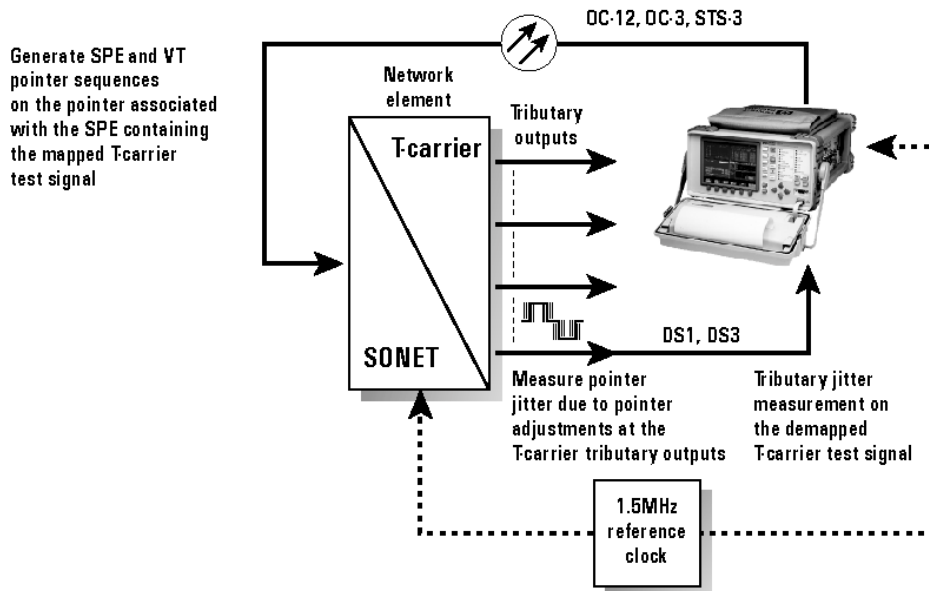 OC-12, OC-3, STS-3
Generate SPE and VT
pointer sequences
on the pointer associated
with the SPE containing
the mapped T-carrier
test signal
Network
element
T-carrier
SONET
Tributary
outputs
DS1, DS3
Measure pointer
jitter due to pointer
adjustments at the
T-carrier tributary outputs
Tributary jitter
measurement on
the demapped
T-carrier test signal
1.5MHz
reference
clock